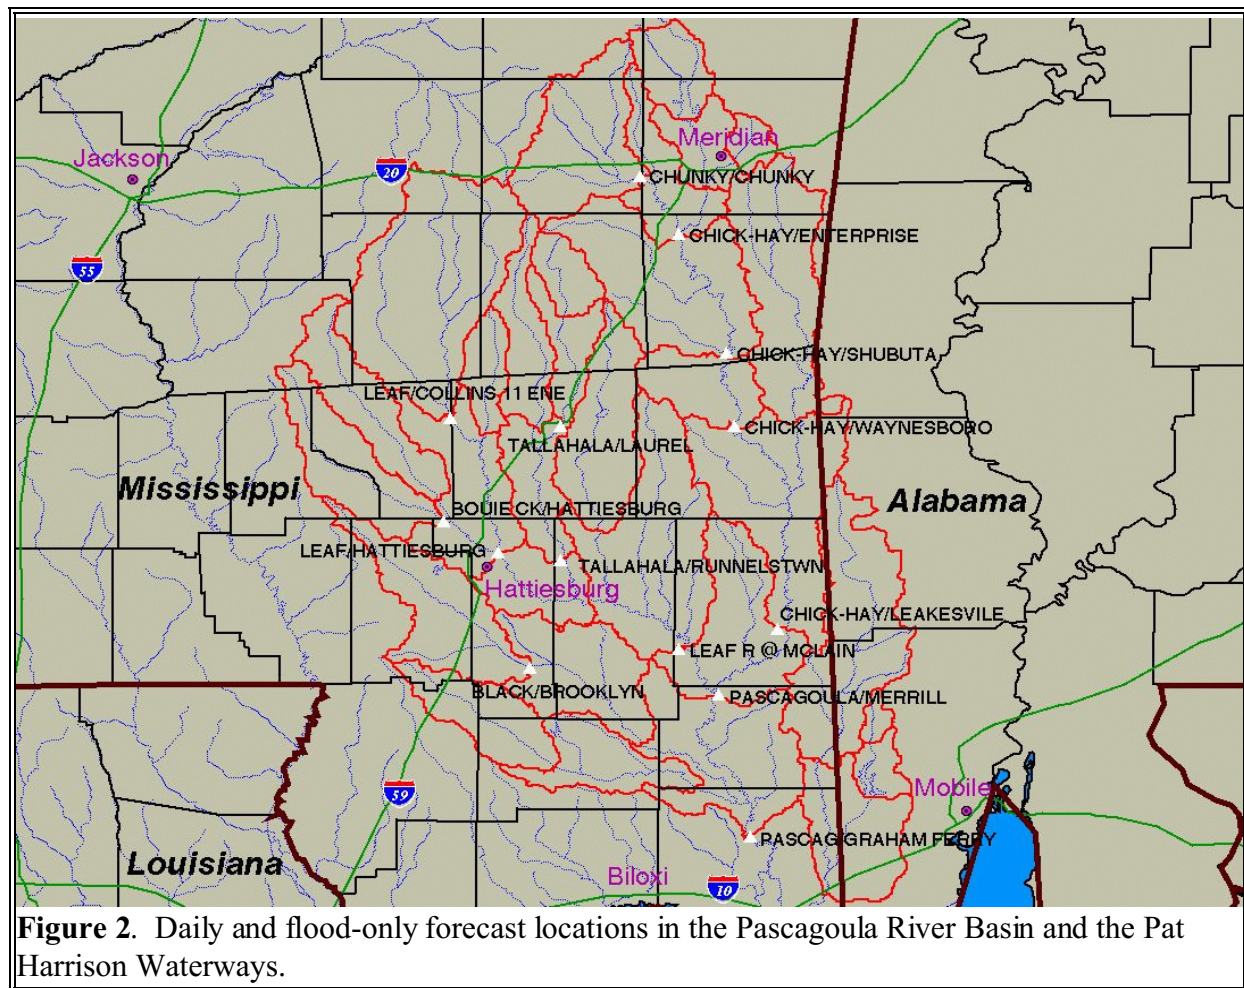 Meridian
Jackson
20
CHUNKY/CHUNKY
CHICK-HAY/ENTERPRISE
55
CHICK-HAY/SHUBUTA
LEAF/COLLINS 11 ENE
CHICK-HAY/WAYNESBORO
TALLAHALA/LAUREL
Mississippi
Alabama
BOUIE CK/HATTIESBURG
LEAF/HATTIESBURG
TALLAHALA/RUNNELSTWN
Hattiesburg
CHICK-HAY/LEAKESVILE
LEAF R @ MCLAIN
BLACK/BROOKLYN
PASCAGOULA/MERRILL
Mobile
59
PASCAG/GRAHAM FERRY
Louisiana
Biloxi
10
Figure 2. Daily and flood-only forecast locations in the Pascagoula River Basin and the Pat
Harrison Waterways.